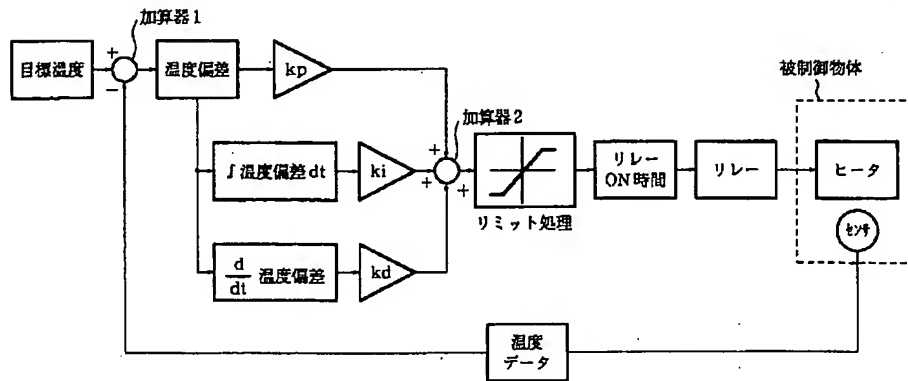 加算器1
目標温度
+
−
温度偏差
kp
被制御物体
加算器2
+
∫温度偏差dt
ki
+
+
リレー
ON時間
リレー
ヒータ
リミット処理
センサ
d
dt
温度偏差
kd
温度
データ